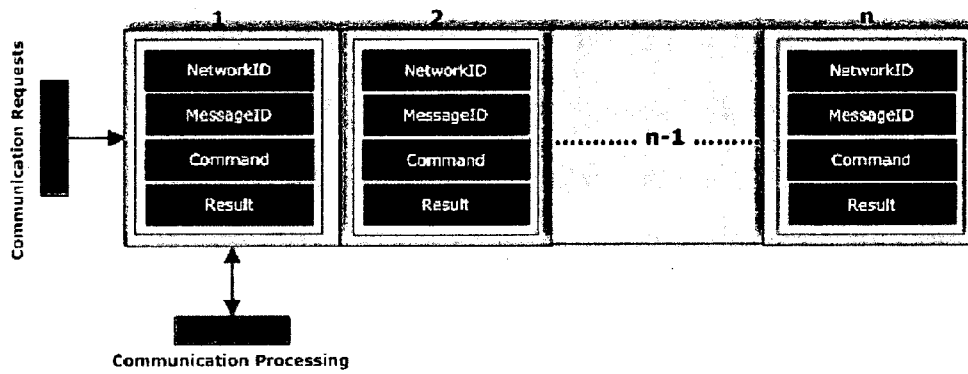 1
2
n
Communication Requests
NetworkID
MessageID
Command
Result
NetworkID
MessageID
Command
Result
n-1
NetworkID
MessageID
Command
Result
Communication Processing